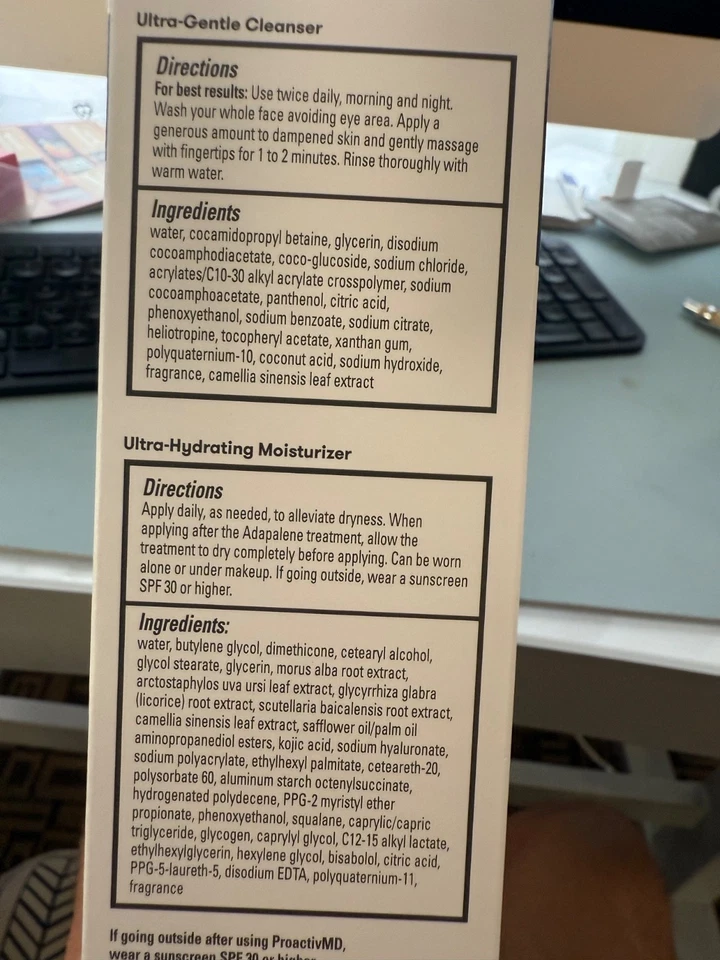 Ultra-Gentle Cleanser
Directions
For best results: Use twice daily, morning and night.
Wash your whole face avoiding eye area. Apply a
generous amount to dampened skin and gently massage
with fingertips for 1 to 2 minutes. Rinse thoroughly with
warm water.
Ingredients
water, cocamidopropyl betaine, glycerin, disodium
cocoamphodiacetate, coco-glucoside, sodium chloride,
acrylates/C10-30 alkyl acrylate crosspolymer, sodium
cocoamphoacetate, panthenol, citric acid,
phenoxyethanol, sodium benzoate, sodium citrate,
heliotropine, tocopheryl acetate, xanthan gum,
polyquaternium-10, coconut acid, sodium hydroxide,
fragrance, camellia sinensis leaf extract
Ultra-Hydrating Moisturizer
Directions
Apply daily, as needed, to alleviate dryness. When
applying after the Adapalene treatment, allow the
treatment to dry completely before applying. Can be worn
alone or under makeup. If going outside, wear a sunscreen
SPF 30 or higher.
Ingredients:
water, butylene glycol, dimethicone, cetearyl alcohol,
glycol stearate, glycerin, morus alba root extract,
arctostaphylos uva ursi leaf extract, glycyrrhiza glabra
(licorice) root extract, scutellaria baicalensis root extract,
camellia sinensis leaf extract, safflower oil/palm oil
aminopropanediol esters, kojic acid, sodium hyaluronate,
sodium polyacrylate, ethylhexyl palmitate, ceteareth-20,
polysorbate 60, aluminum starch octenylsuccinate,
hydrogenated polydecene, PPG-2 myristyl ether
propionate, phenoxyethanol, squalane, caprylic/capric
triglyceride, glycogen, caprylyl glycol, C12-15 alkyl lactate,
ethylhexylglycerin, hexylene glycol, bisabolol, citric acid,
PPG-5-laureth-5, disodium EDTA, polyquaternium-11,
fragrance
If going outside after using ProactivMD,
wear a sunscreen SPF 30 or higher